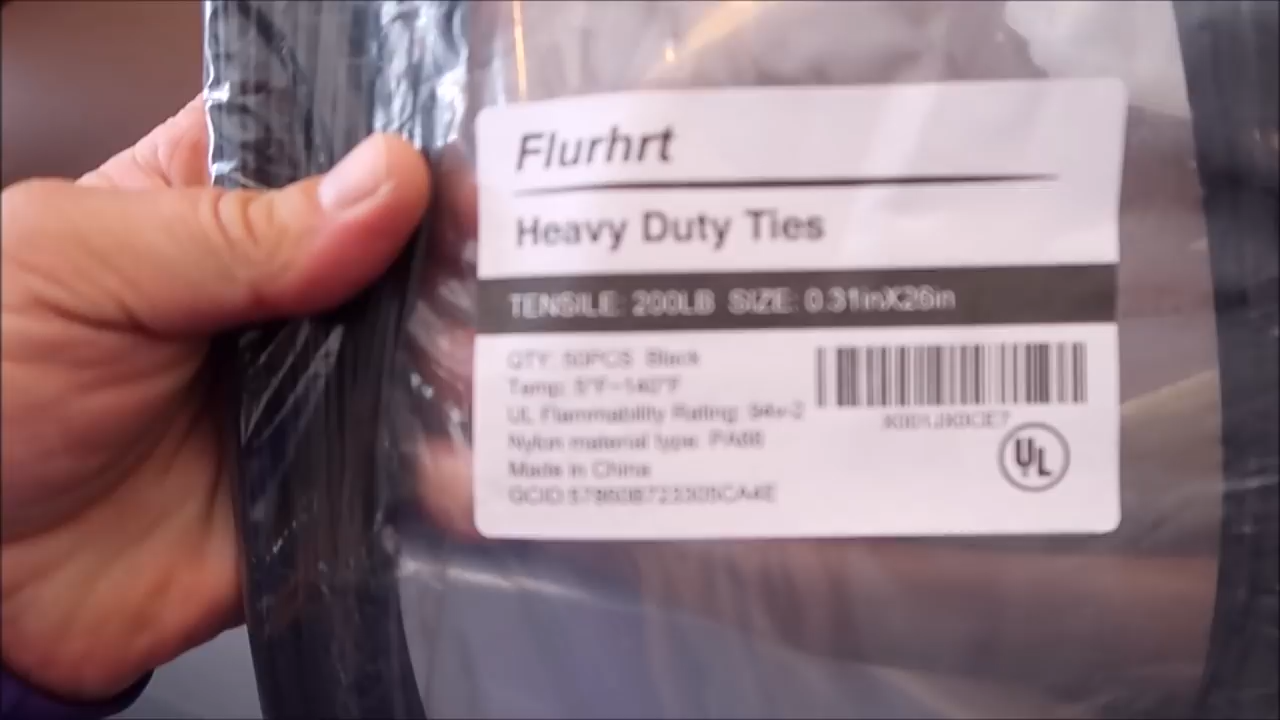 Flurhrt
Heavy Duty Ties
TENSILE: 200LB SIZE: 0.31inX26in
QTY: 50PCS Black
Temp: 5°F~140°F
UL Flammability Rating: 94v-2
Nylon material type: PA66
Made in China
UL